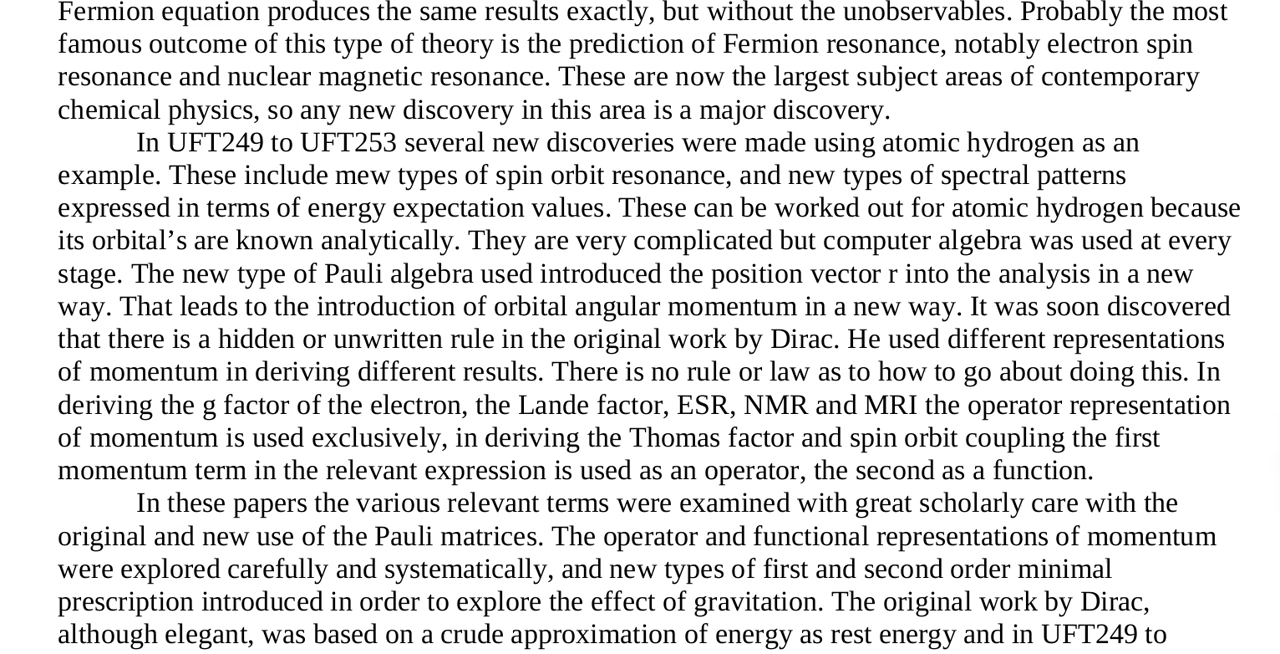 Fermion equation produces the same results exactly, but without the unobservables. Probably the most
famous outcome of this type of theory is the prediction of Fermion resonance, notably electron spin
resonance and nuclear magnetic resonance. These are now the largest subject areas of contemporary
chemical physics, so any new discovery in this area is a major discovery.
In UFT249 to UFT253 several new discoveries were made using atomic hydrogen as an
example. These include mew types of spin orbit resonance, and new types of spectral patterns
expressed in terms of energy expectation values. These can be worked out for atomic hydrogen because
its orbital’s are known analytically. They are very complicated but computer algebra was used at every
stage. The new type of Pauli algebra used introduced the position vector r into the analysis in a new
way. That leads to the introduction of orbital angular momentum in a new way. It was soon discovered
that there is a hidden or unwritten rule in the original work by Dirac. He used different representations
of momentum in deriving different results. There is no rule or law as to how to go about doing this. In
deriving the g factor of the electron, the Lande factor, ESR, NMR and MRI the operator representation
of momentum is used exclusively, in deriving the Thomas factor and spin orbit coupling the first
momentum term in the relevant expression is used as an operator, the second as a function.
In these papers the various relevant terms were examined with great scholarly care with the
original and new use of the Pauli matrices. The operator and functional representations of momentum
were explored carefully and systematically, and new types of first and second order minimal
prescription introduced in order to explore the effect of gravitation. The original work by Dirac,
although elegant, was based on a crude approximation of energy as rest energy and in UFT249 to